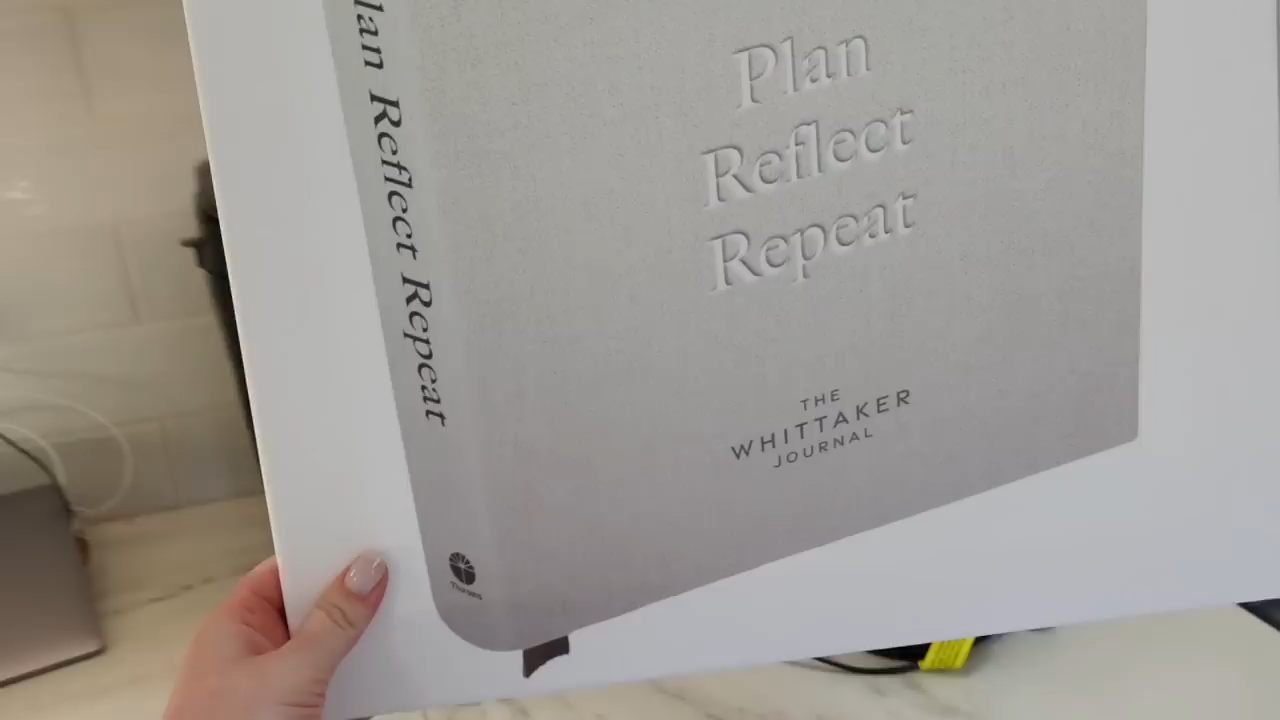 lan Reflect Repeat
Plan
Reflect
Repeat
THE
WHITTAKER
JOURNAL